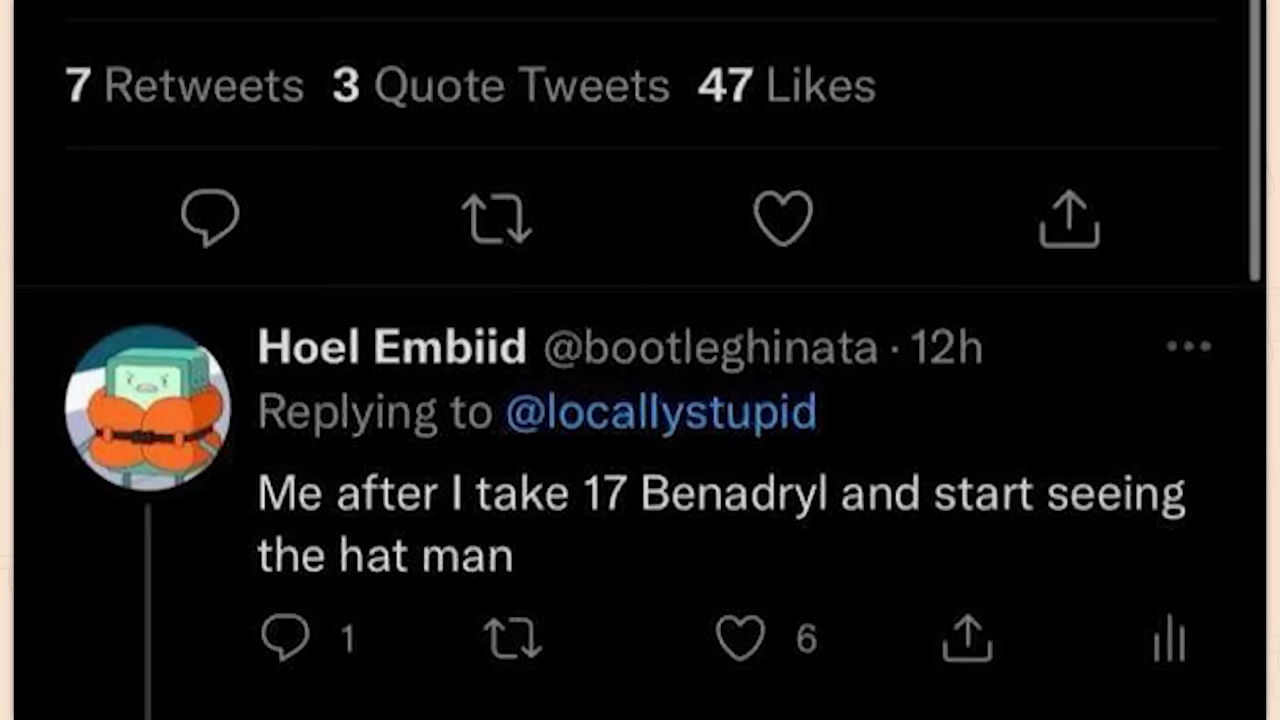 7 Retweets 3 Quote Tweets 47 Likes
Hoel Embiid @bootleghinata · 12h
Replying to @locallystupid
Me after I take 17 Benadryl and start seeing
the hat man
1 6